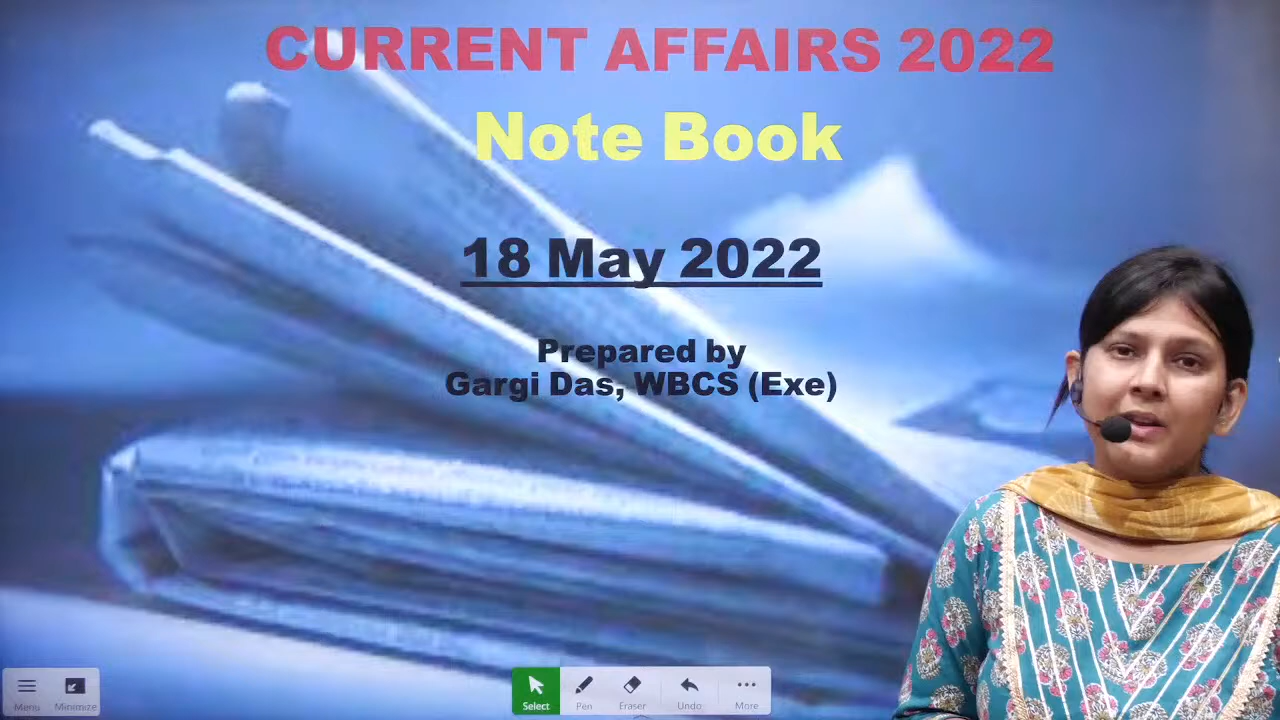 CURRENT AFFAIRS 2022
Note Book
18 May 2022
Prepared by
Gargi Das, WBCS (Exe)
Menu
Minimize
Select
Pen
Eraser
Undo
More